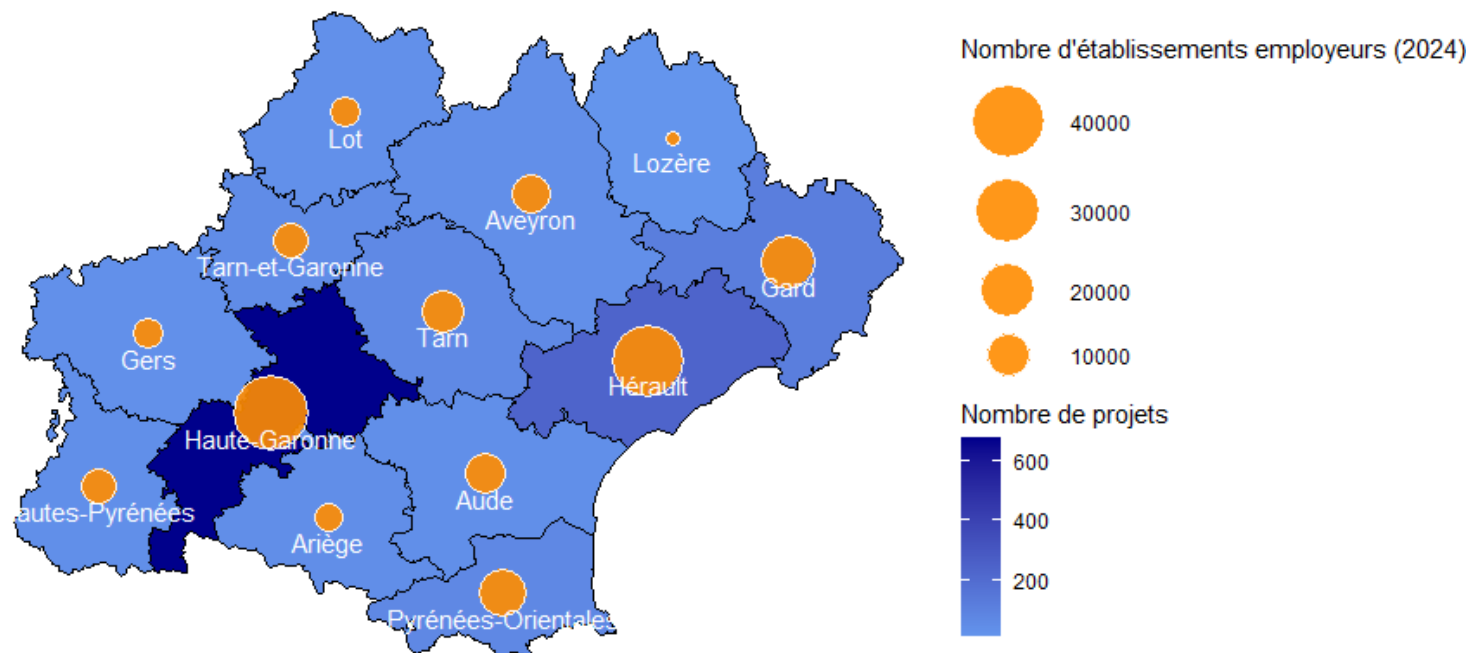 Nombre d'établissements employeurs (2024)
40000
30000
20000
10000
Nombre de projets
600
400
200
Lot
Lozère
Aveyron
Tarn-et-Garonne
Gard
Tarn
Gers
Hérault
Haute-Garonne
Aude
autes-Pyrénées
Ariège
Pyrénées-Orientales